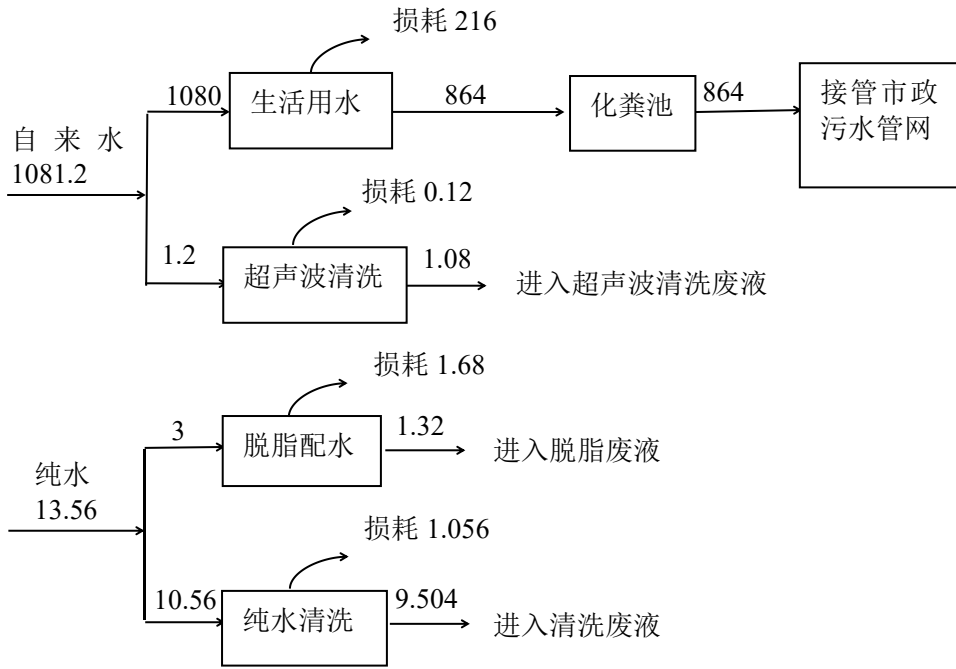 损耗 216
1080
生活用水
864
化粪池
864
接管市政
污水管网
自来水
1081.2
损耗 0.12
1.2
超声波清洗
1.08
进入超声波清洗废液
损耗 1.68
3
脱脂配水
1.32
进入脱脂废液
纯水
13.56
损耗 1.056
10.56
纯水清洗
9.504
进入清洗废液